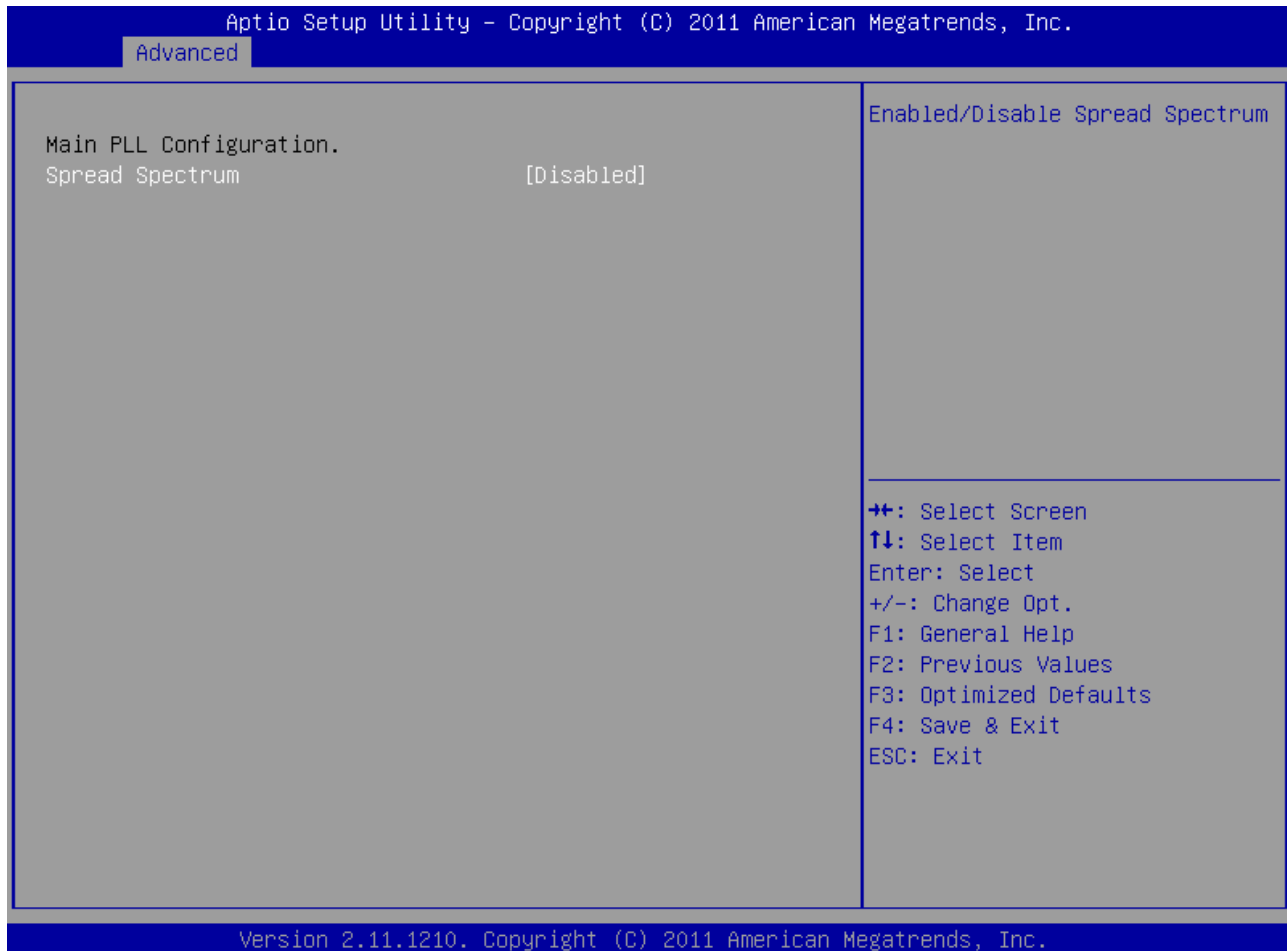 Aptio Setup Utility – Copyright (C) 2011 American Megatrends, Inc.
Advanced
Main PLL Configuration.
Spread Spectrum [Disabled]
Enabled/Disable Spread Spectrum
→←: Select Screen
↑↓: Select Item
Enter: Select
+/-: Change Opt.
F1: General Help
F2: Previous Values
F3: Optimized Defaults
F4: Save & Exit
ESC: Exit
Version 2.11.1210. Copyright (C) 2011 American Megatrends, Inc.